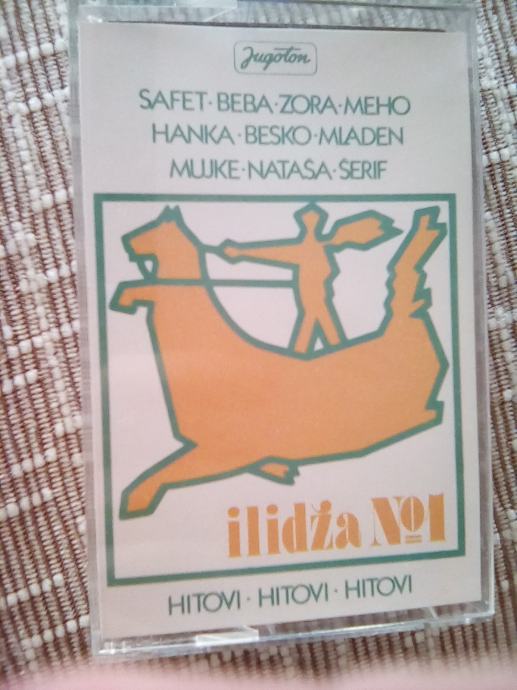 Jugoton
SAFET · BEBA · ZORA · MEHO
HANKA · BESKO · MLADEN
MUJKE · NATAŠA · ŠERIF
ilidža No1
HITOVI · HITOVI · HITOVI